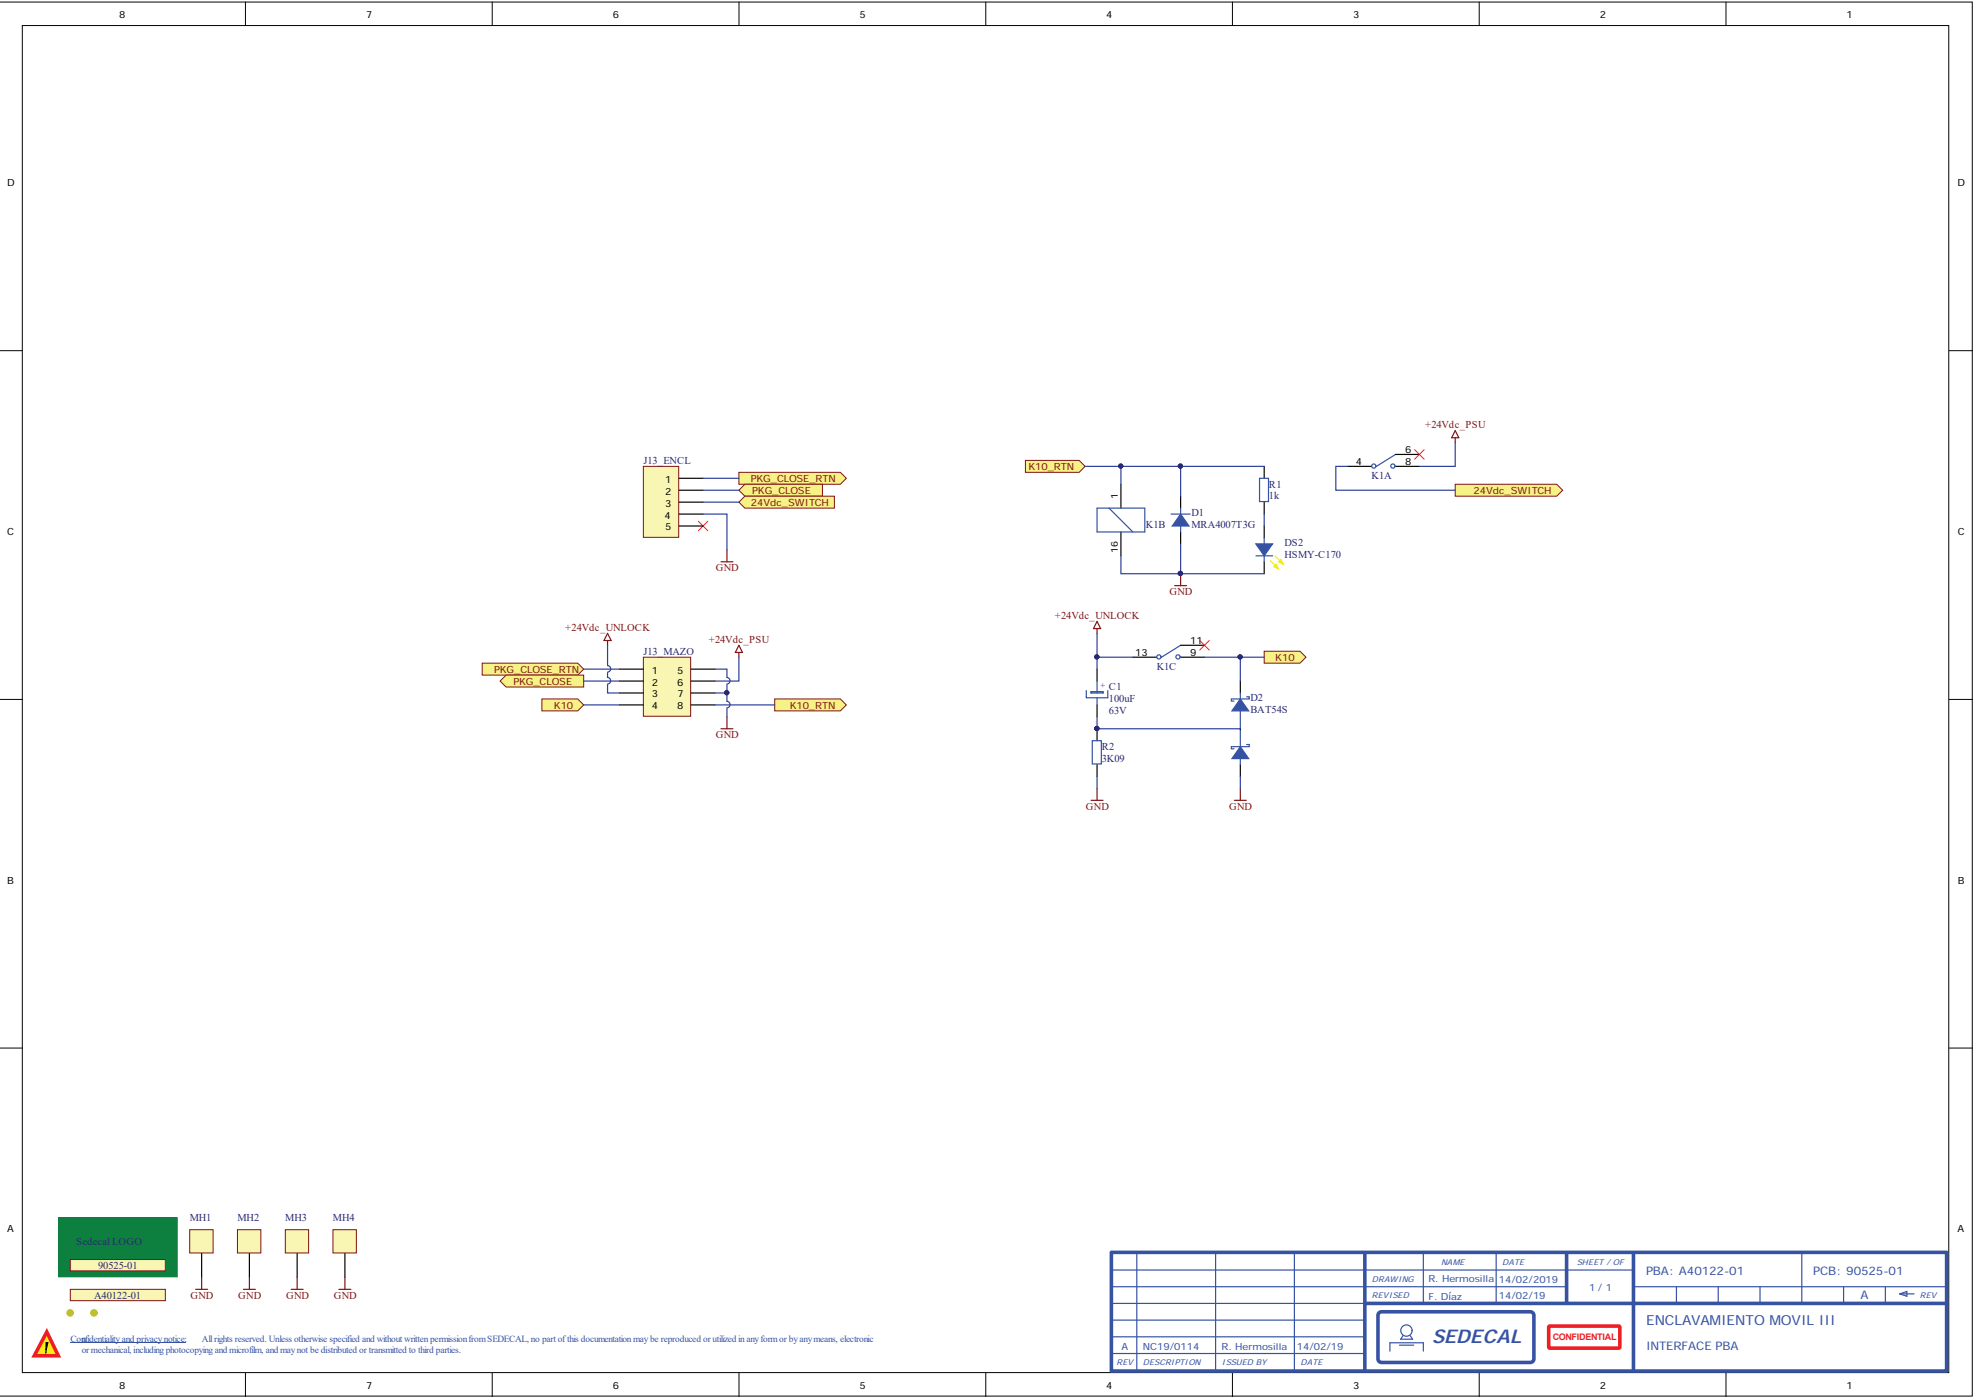 8 7 6 5 4 3 2 1
D D
C C
B B
A A
J13_ENCL
1 PKG_CLOSE_RTN
2 PKG_CLOSE
3 24Vdc_SWITCH
4
5
GND
+24Vdc_UNLOCK
+24Vdc_PSU
J13_MAZO
PKG_CLOSE_RTN 1 5
PKG_CLOSE 2 6
3 7
K10 4 8 K10_RTN
GND
K10_RTN
1
16
K1B
D1
MRA4007T3G
R1
1k
DS2
HSMY-C170
GND
+24Vdc_PSU
4 6
8
K1A
24Vdc_SWITCH
+24Vdc_UNLOCK
13 11
9
K1C
K10
+ C1
100uF
63V
D2
BAT54S
R2
3K09
GND
GND
Sedecal LOGO
90525-01
A40122-01
MH1 MH2 MH3 MH4
GND GND GND GND
Confidentiality and privacy notice: All rights reserved. Unless otherwise specified and without written permission from SEDECAL, no part of this documentation may be reproduced or utilized in any form or by any means, electronic
or mechanical, including photocopying and microfilm, and may not be distributed or transmitted to third parties.
NAME DATE SHEET / OF
DRAWING R. Hermosilla 14/02/2019
REVISED F. Díaz 14/02/19
1 / 1
PBA: A40122-01 PCB: 90525-01
A REV
SEDECAL
CONFIDENTIAL
ENCLAVAMIENTO MOVIL III
INTERFACE PBA
A NC19/0114 R. Hermosilla 14/02/19
REV DESCRIPTION ISSUED BY DATE
8 7 6 5 4 3 2 1